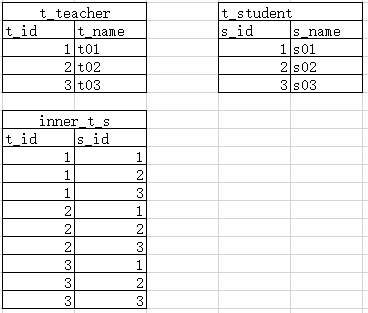 t_teacher t_student
t_id t_name s_id s_name
1 t01 1 s01
2 t02 2 s02
3 t03 3 s03
inner_t_s
t_id s_id
1 1
1 2
1 3
2 1
2 2
2 3
3 1
3 2
3 3